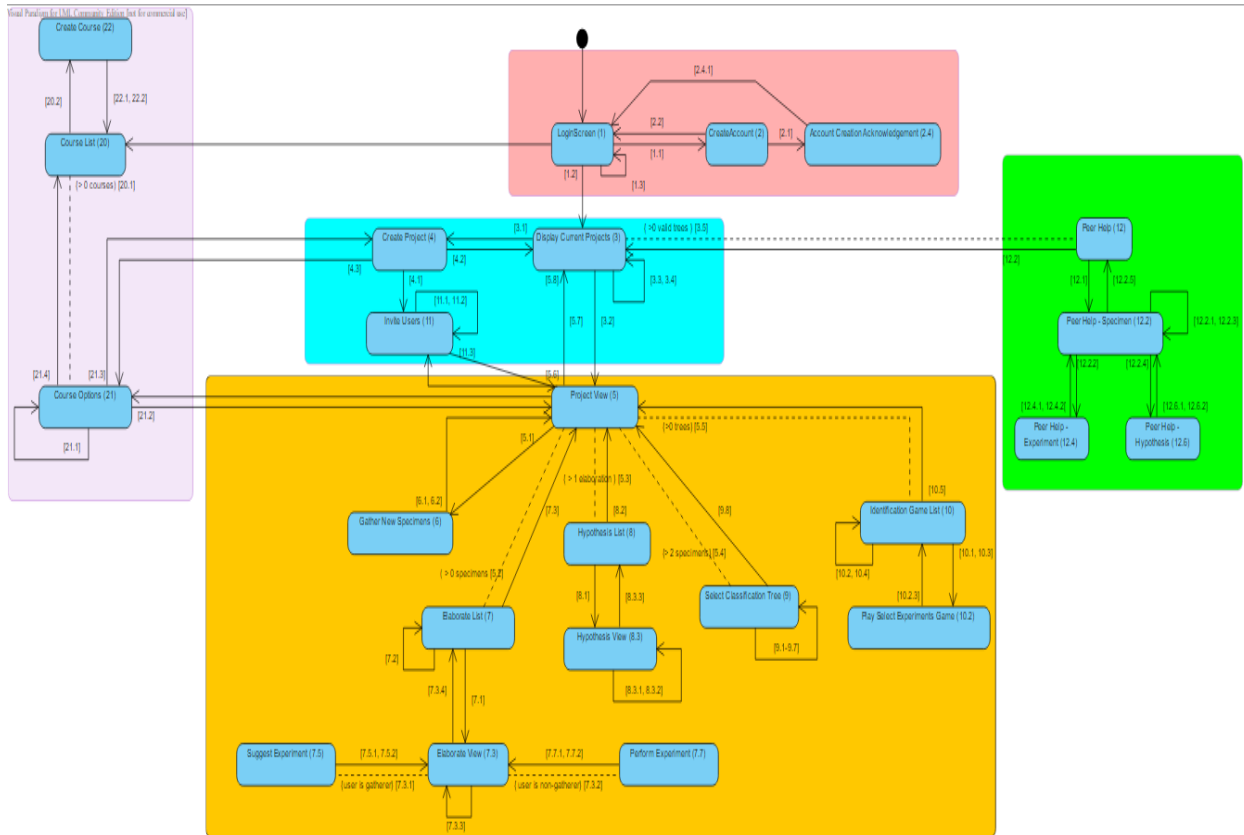 Visual Paradigm for UML Community Edition [not for commercial use]
Create Course (22)
[20.2]
[22.1, 22.2]
Course List (20)
(> 0 courses) [20.1]
[21.4]
[21.3]
Course Options (21)
[21.2]
[21.1]
[2.4.1]
LoginScreen (1)
[2.2]
CreateAccount (2)
[2.1]
Account Creation Acknowledgement (2.4)
[1.1]
[1.2]
[1.3]
Create Project (4)
[3.1]
Display Current Projects (3)
( >0 valid trees ) [3.5]
[4.3]
[4.2]
[4.1]
[5.8]
[3.3, 3.4]
[11.1, 11.2]
Invite Users (11)
[5.7]
[3.2]
[11.3]
Peer Help (12)
[12.2]
[12.1]
[12.2.5]
Peer Help - Specimen (12.2)
[12.2.1, 12.2.3]
[12.2.2]
[12.2.4]
[12.4.1, 12.4.2]
[12.6.1, 12.6.2]
Peer Help -
Experiment (12.4)
Peer Help -
Hypothesis (12.6)
[5.6]
Project View (5)
(>0 trees) [5.5]
[5.1]
( > 1 elaboration ) [5.3]
[6.1, 6.2]
[7.3]
[8.2]
[9.8]
[10.5]
Gather New Specimens (6)
Hypothesis List (8)
Identification Game List (10)
(> 2 specimens) [5.4]
( > 0 specimens [5.2]
[10.2, 10.4]
[10.1, 10.3]
[8.1]
[8.3.3]
Select Classification Tree (9)
[10.2.3]
Elaborate List (7)
Play Select Experiments Game (10.2)
Hypothesis View (8.3)
[7.2]
[9.1-9.7]
[7.3.4]
[7.1]
[8.3.1, 8.3.2]
Suggest Experiment (7.5)
[7.5.1, 7.5.2]
Elaborate View (7.3)
[7.7.1, 7.7.2]
Perform Experiment (7.7)
(user is gatherer) [7.3.1]
( user is non-gatherer) [7.3.2]
[7.3.3]